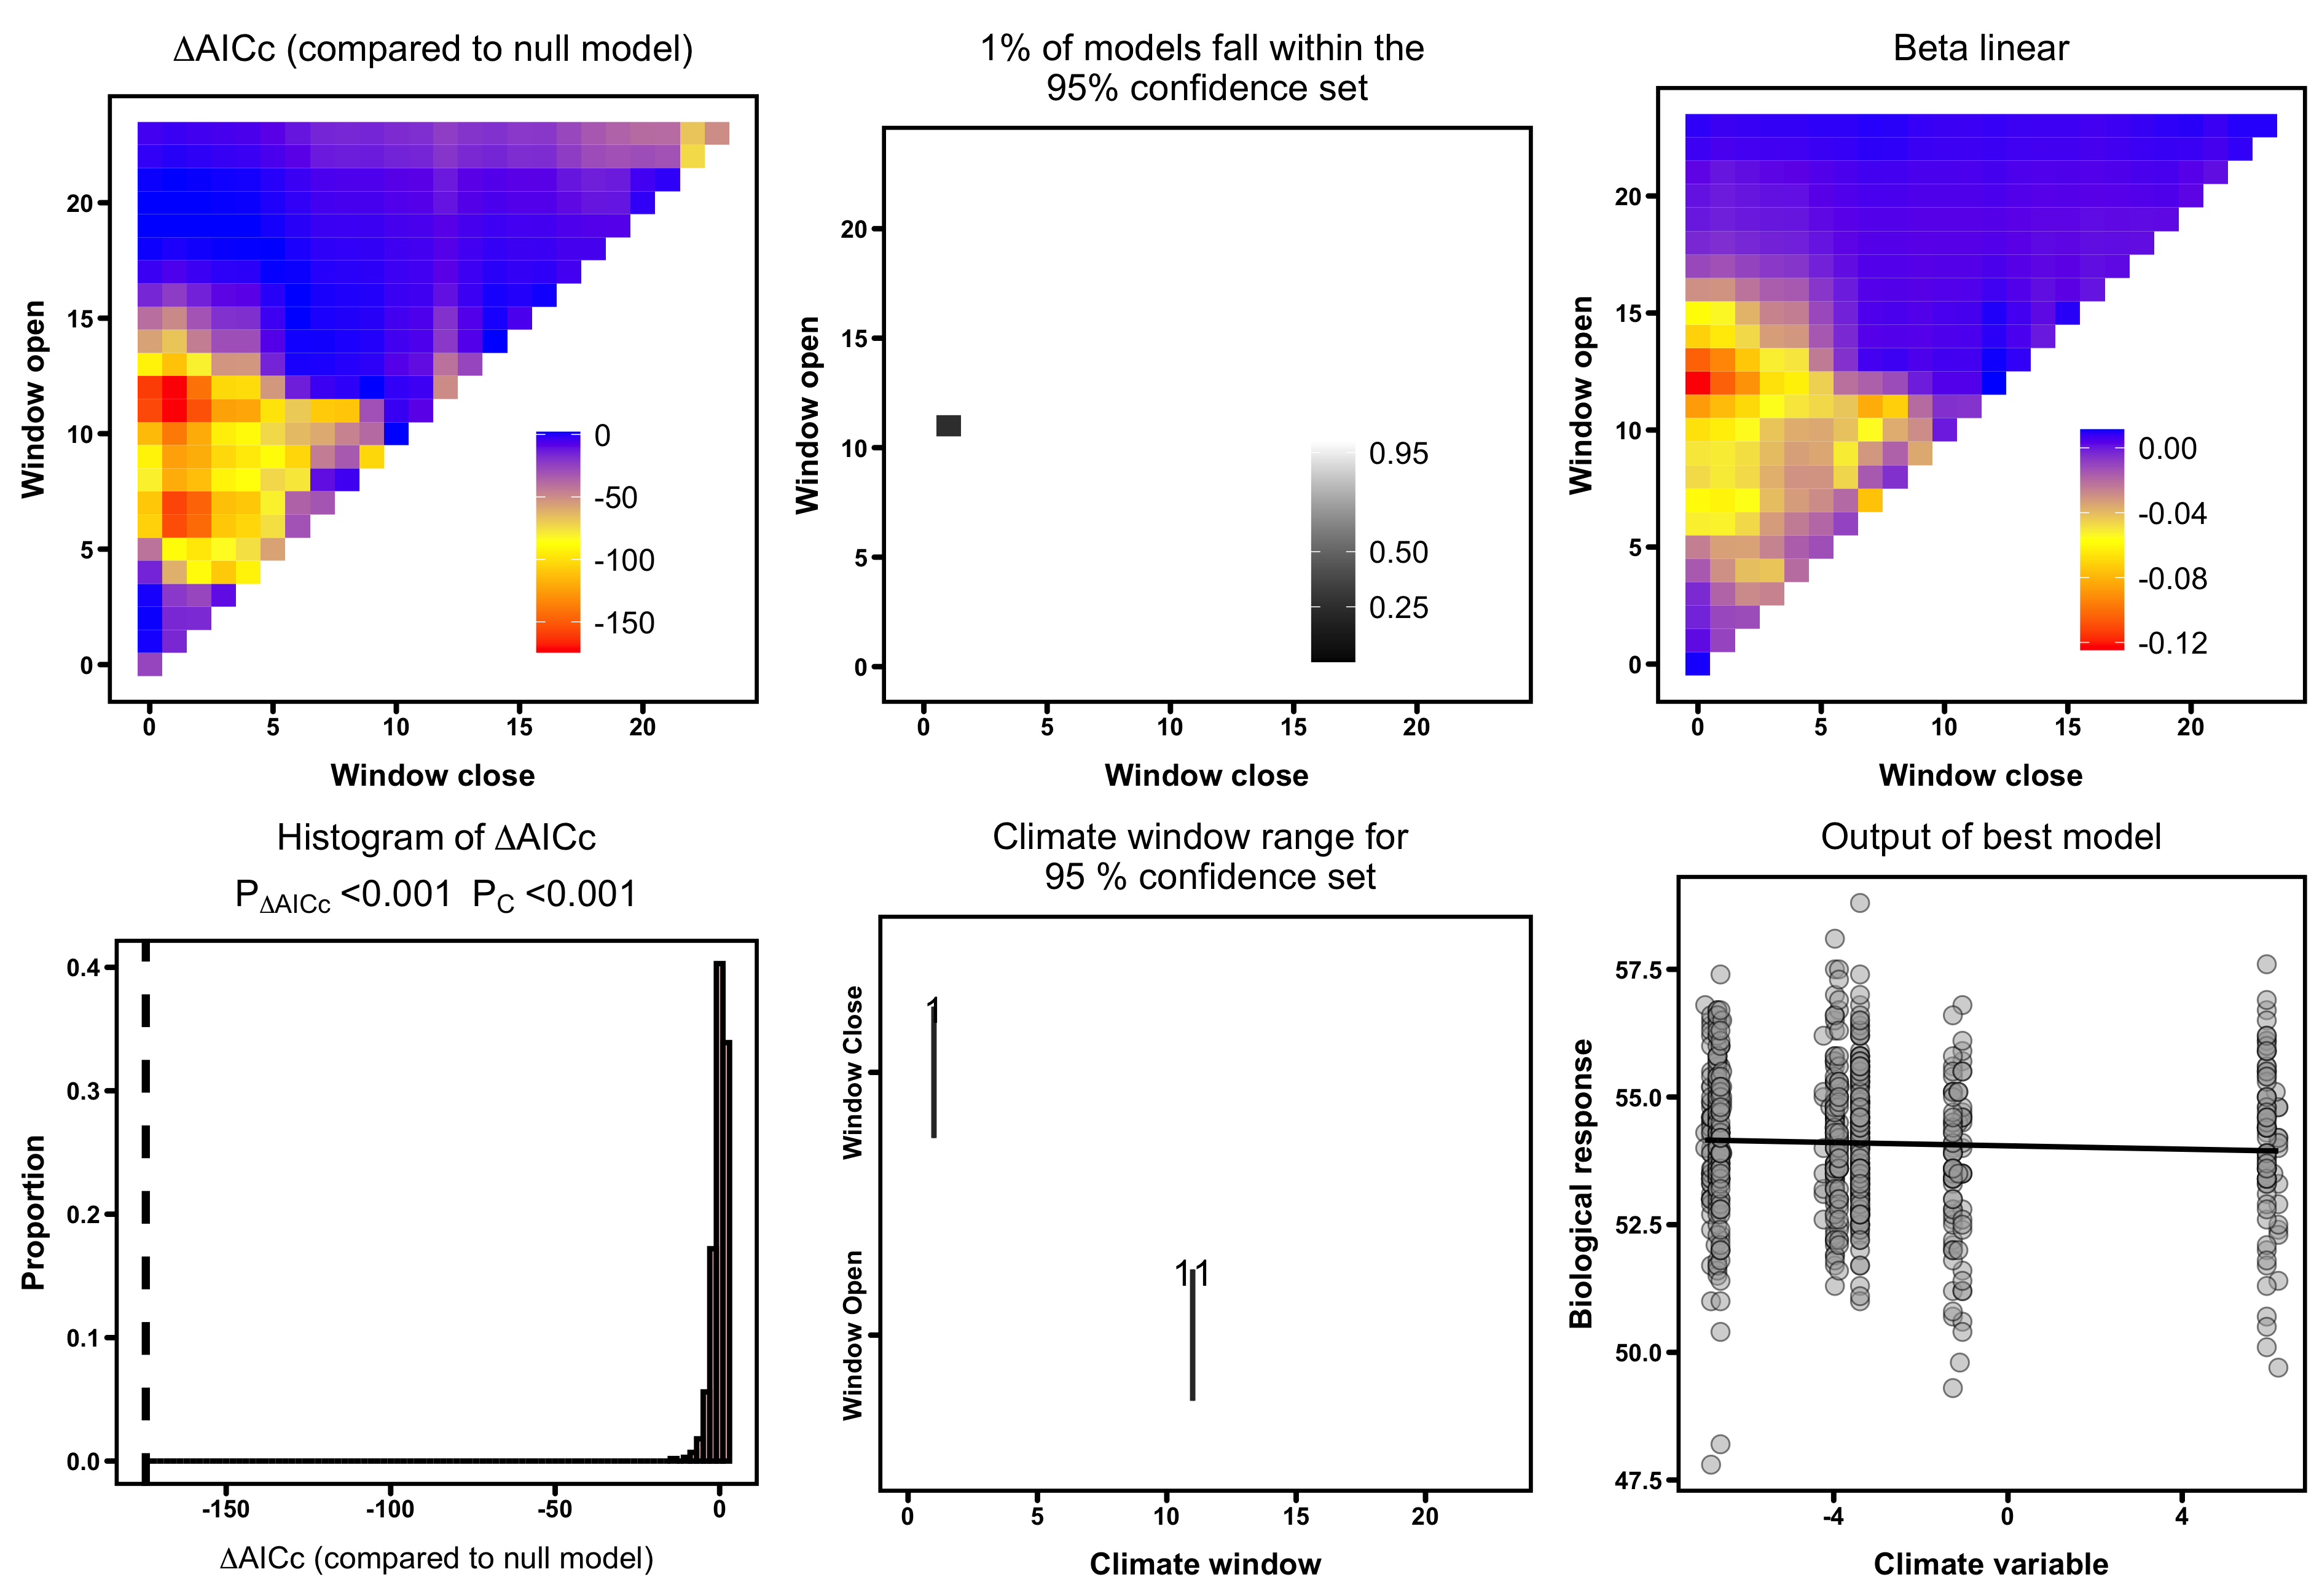 ΔAICc (compared to null model)
Window open
20
15
10
5
0
0
-50
-100
-150
0 5 10 15 20
Window close
1% of models fall within the
95% confidence set
Window open
20
15
10
5
0
0.95
0.50
0.25
0 5 10 15 20
Window close
Beta linear
Window open
20
15
10
5
0
0.00
-0.04
-0.08
-0.12
0 5 10 15 20
Window close
Histogram of ΔAICc
PΔAICc <0.001 PC <0.001
Proportion
0.4
0.3
0.2
0.1
0.0
-150 -100 -50 0
ΔAICc (compared to null model)
Climate window range for
95 % confidence set
Window Close
1
Window Open
11
0 5 10 15 20
Climate window
Output of best model
Biological response
57.5
55.0
52.5
50.0
47.5
-4 0 4
Climate variable